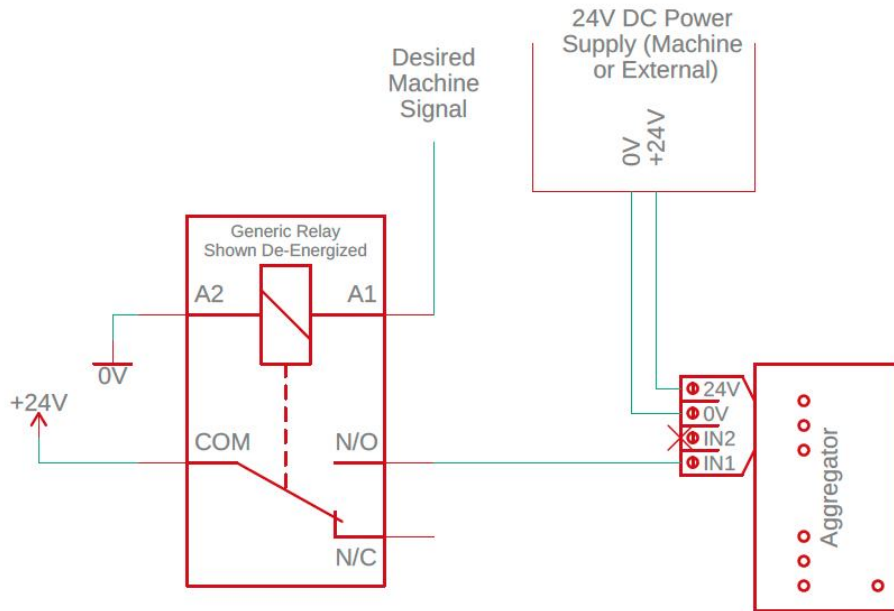 24V DC Power
Supply (Machine
or External)
Desired
Machine
Signal
0V
+24V
Generic Relay
Shown De-Energized
A2
A1
0V
+24V
COM
N/O
N/C
24V
0V
IN2
IN1
Aggregator